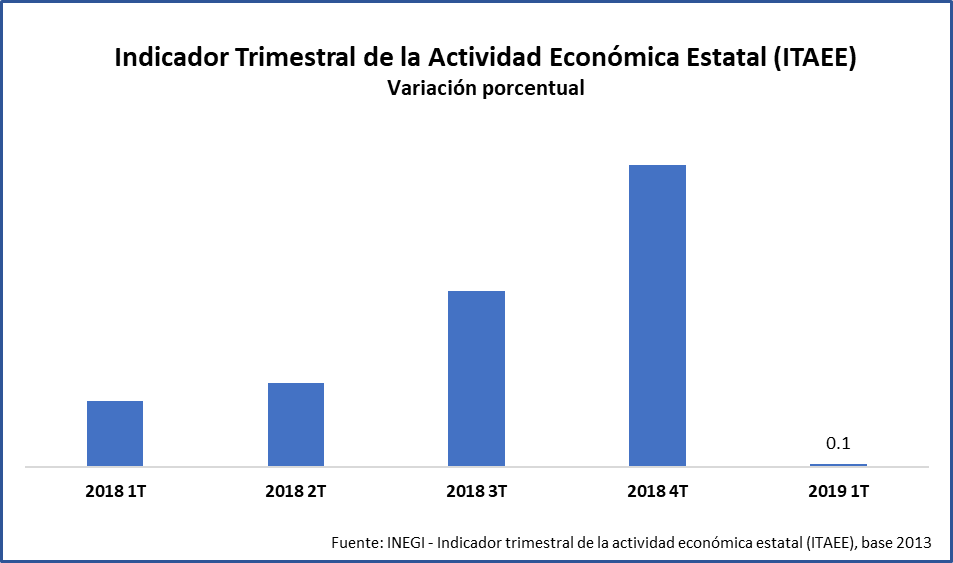 Indicador Trimestral de la Actividad Económica Estatal (ITAEE)
Variación porcentual
0.1
2018 1T
2018 2T
2018 3T
2018 4T
2019 1T
Fuente: INEGI - Indicador trimestral de la actividad económica estatal (ITAEE), base 2013